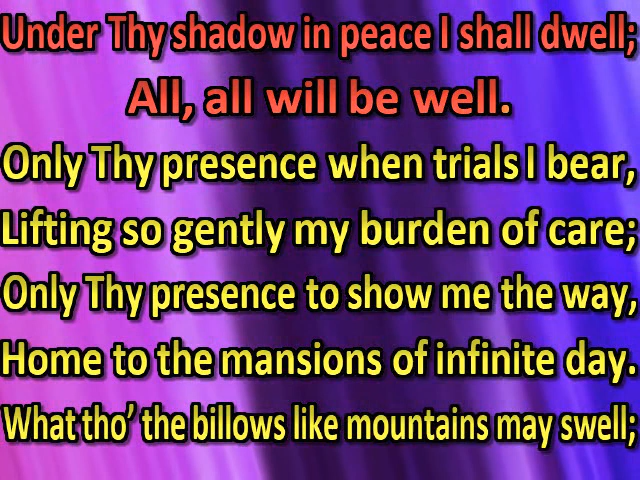 Under Thy shadow in peace I shall dwell;
All, all will be well.
Only Thy presence when trials I bear,
Lifting so gently my burden of care;
Only Thy presence to show me the way,
Home to the mansions of infinite day.
What tho’ the billows like mountains may swell;